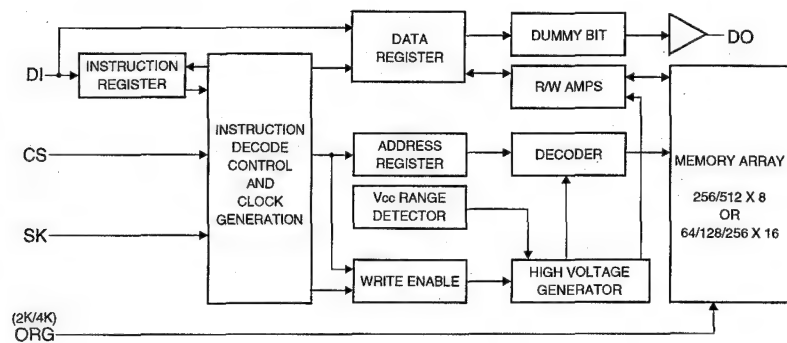 DI
INSTRUCTION
REGISTER
CS
SK
(2K/4K)
ORG
INSTRUCTION
DECODE
CONTROL
AND
CLOCK
GENERATION
DATA
REGISTER
DUMMY BIT
DO
R/W AMPS
ADDRESS
REGISTER
DECODER
Vcc RANGE
DETECTOR
WRITE ENABLE
HIGH VOLTAGE
GENERATOR
MEMORY ARRAY
256/512 X 8
OR
64/128/256 X 16